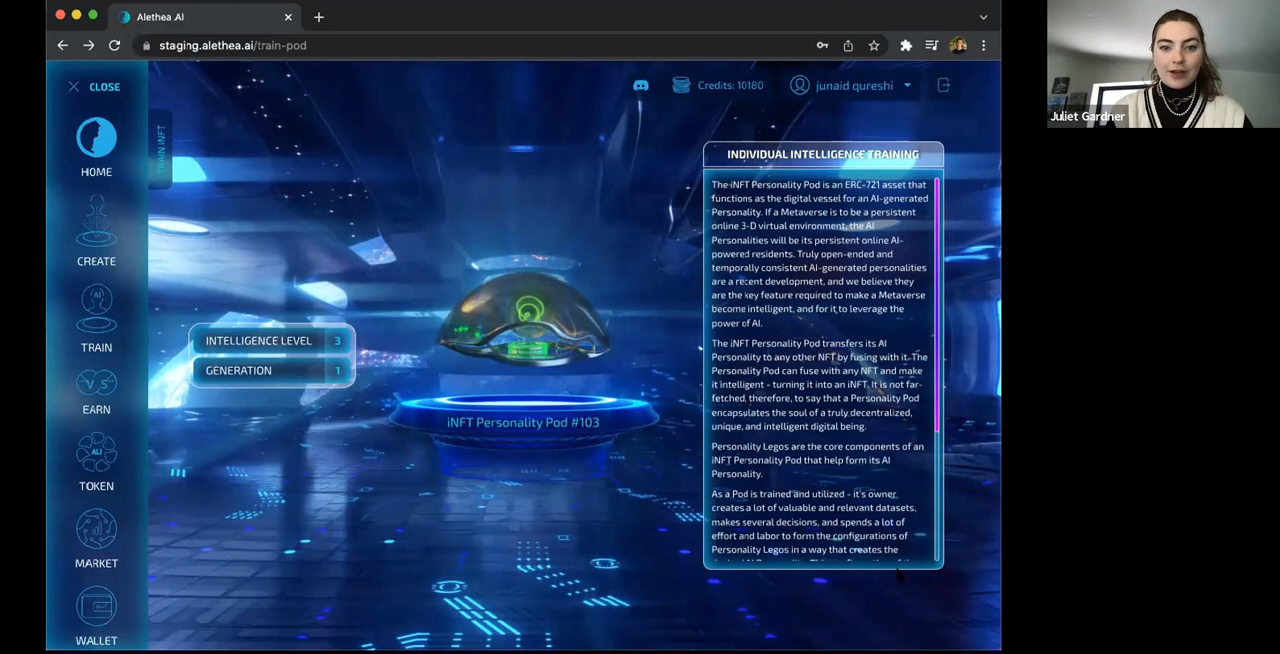 Alethea AI
staging.alethea.ai/train-pod
CLOSE
HOME
CREATE
AI
TRAIN
V S
EARN
ALI
TOKEN
MARKET
WALLET
TRAIN iNFT
Credits: 10180
junaid qureshi
INTELLIGENCE LEVEL 3
GENERATION 1
iNFT Personality Pod #103
INDIVIDUAL INTELLIGENCE TRAINING
The iNFT Personality Pod is an ERC-721 asset that
functions as the digital vessel for an AI-generated
Personality. If a Metaverse is to be a persistent
online 3-D virtual environment, the AI
Personalities will be its persistent online AI-
powered residents. Truly open-ended and
temporally consistent AI-generated personalities
are a recent development, and we believe they
are the key feature required to make a Metaverse
become intelligent, and for it to leverage the
power of AI.
The iNFT Personality Pod transfers its AI
Personality to any other NFT by fusing with it. The
Personality Pod can fuse with any NFT and make
it intelligent - turning it into an iNFT. It is not far-
fetched, therefore, to say that a Personality Pod
encapsulates the soul of a truly decentralized,
unique, and intelligent digital being.
Personality Legos are the core components of an
iNFT Personality Pod that help form its AI
Personality.
As a Pod is trained and utilized - it's owner
creates a lot of valuable and relevant datasets,
makes several decisions, and spends a lot of
effort and labor to form the configurations of
Personality Legos in a way that creates the
Juliet Gardner